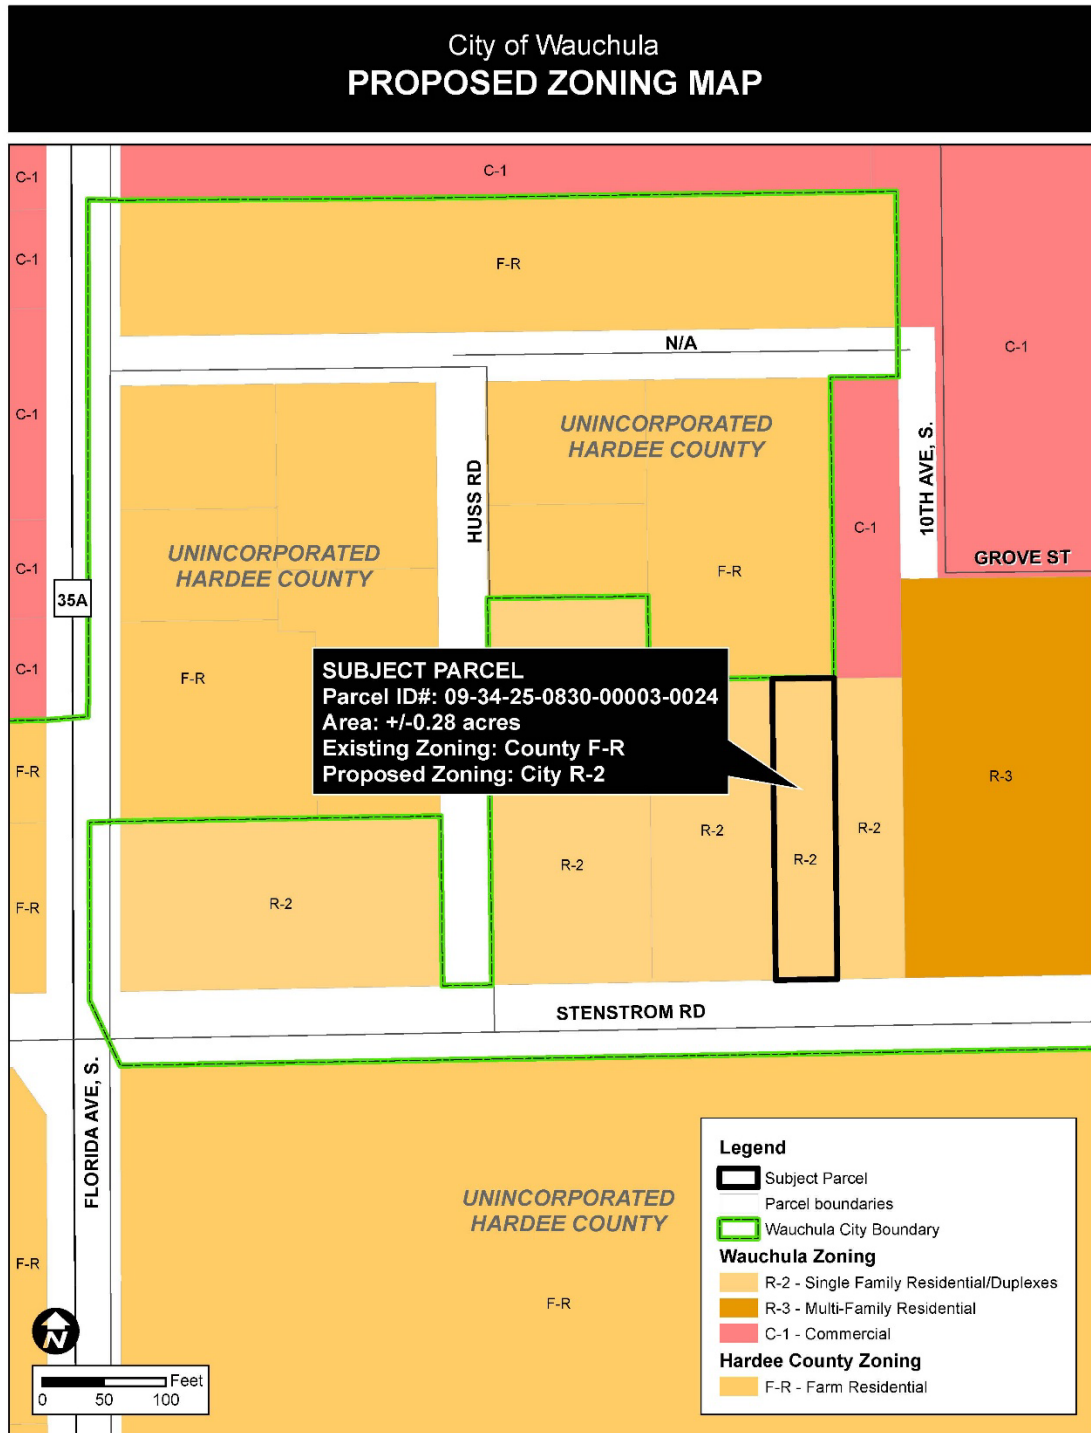 City of Wauchula
PROPOSED ZONING MAP
C-1
C-1
C-1
F-R
N/A
C-1
C-1
UNINCORPORATED
HARDEE COUNTY
10TH AVE, S.
HUSS RD
C-1
UNINCORPORATED
HARDEE COUNTY
GROVE ST
C-1
F-R
35A
C-1
F-R
SUBJECT PARCEL
Parcel ID#: 09-34-25-0830-00003-0024
Area: +/-0.28 acres
Existing Zoning: County F-R
Proposed Zoning: City R-2
F-R
R-3
R-2
R-2
R-2
R-2
F-R
R-2
STENSTROM RD
FLORIDA AVE, S.
UNINCORPORATED
HARDEE COUNTY
F-R
F-R
N
Feet
0 50 100
Legend
Subject Parcel
Parcel boundaries
Wauchula City Boundary
Wauchula Zoning
R-2 - Single Family Residential/Duplexes
R-3 - Multi-Family Residential
C-1 - Commercial
Hardee County Zoning
F-R - Farm Residential